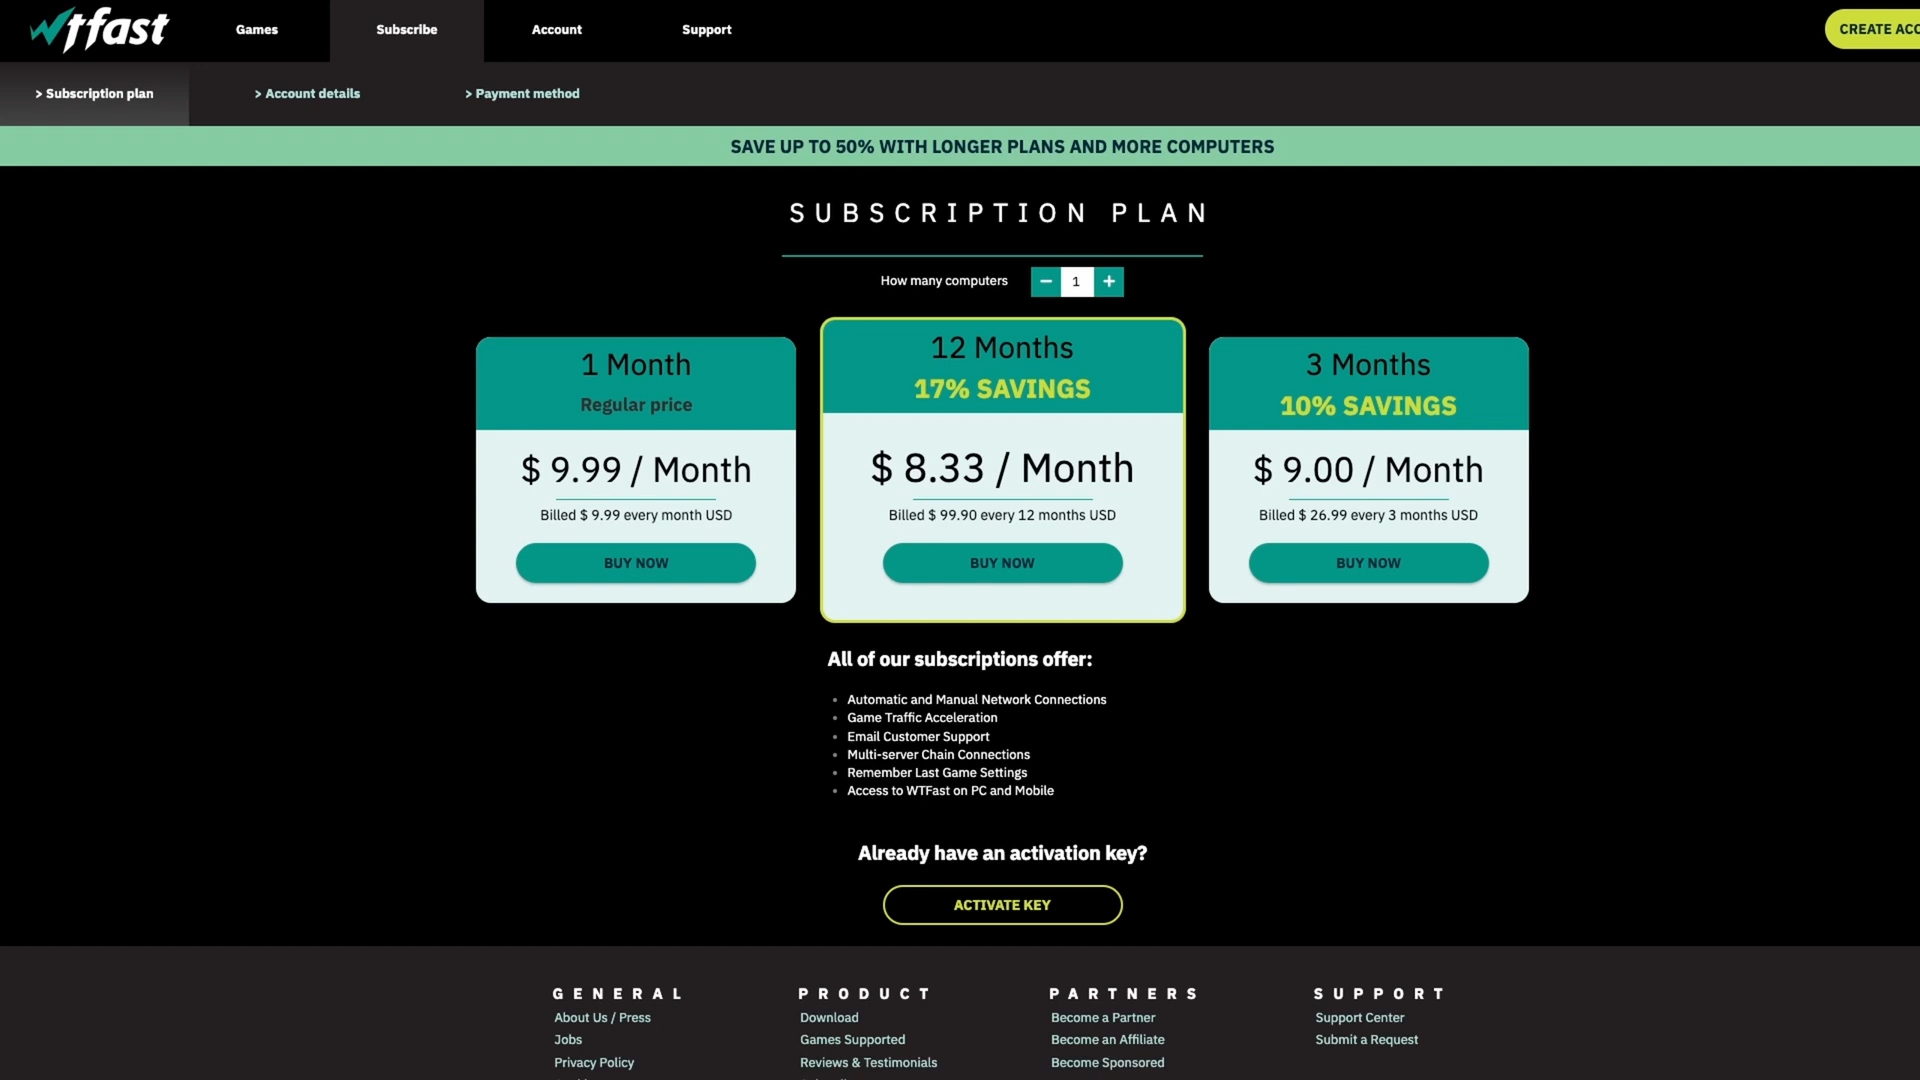 wtfast
Games
Subscribe
Account
Support
CREATE ACC
> Subscription plan
> Account details
> Payment method
SAVE UP TO 50% WITH LONGER PLANS AND MORE COMPUTERS
SUBSCRIPTION PLAN
How many computers
− 1 +
1 Month
Regular price
$ 9.99 / Month
Billed $ 9.99 every month USD
BUY NOW
12 Months
17% SAVINGS
$ 8.33 / Month
Billed $ 99.90 every 12 months USD
BUY NOW
3 Months
10% SAVINGS
$ 9.00 / Month
Billed $ 26.99 every 3 months USD
BUY NOW
All of our subscriptions offer:
Automatic and Manual Network Connections
Game Traffic Acceleration
Email Customer Support
Multi-server Chain Connections
Remember Last Game Settings
Access to WTFast on PC and Mobile
Already have an activation key?
ACTIVATE KEY
GENERAL
About Us / Press
Jobs
Privacy Policy
PRODUCT
Download
Games Supported
Reviews & Testimonials
PARTNERS
Become a Partner
Become an Affiliate
Become Sponsored
SUPPORT
Support Center
Submit a Request